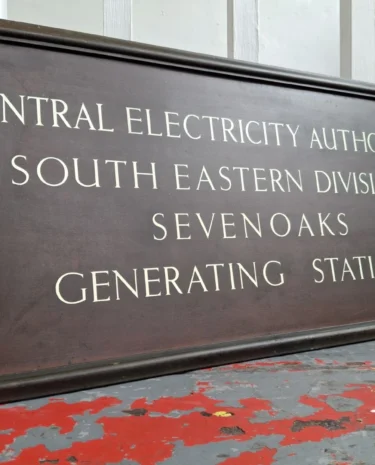 NTRAL ELECTRICITY AUTHO
SOUTH EASTERN DIVISI
SEVENOAKS
GENERATING STATI